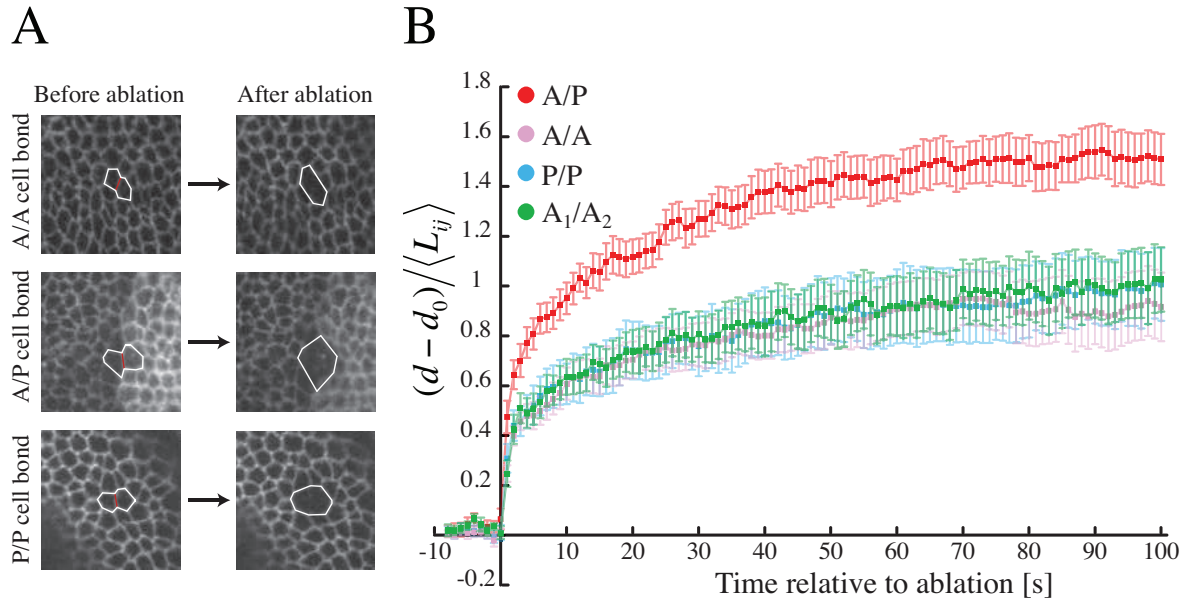 A
Before ablation
After ablation
A/A cell bond
A/P cell bond
P/P cell bond
B
(d − d₀)/⟨L_ij⟩
1.8
1.6
1.4
1.2
1
0.8
0.6
0.4
0.2
-0.2
A/P
A/A
P/P
A₁/A₂
-10
10
20
30
40
50
60
70
80
90
100
Time relative to ablation [s]